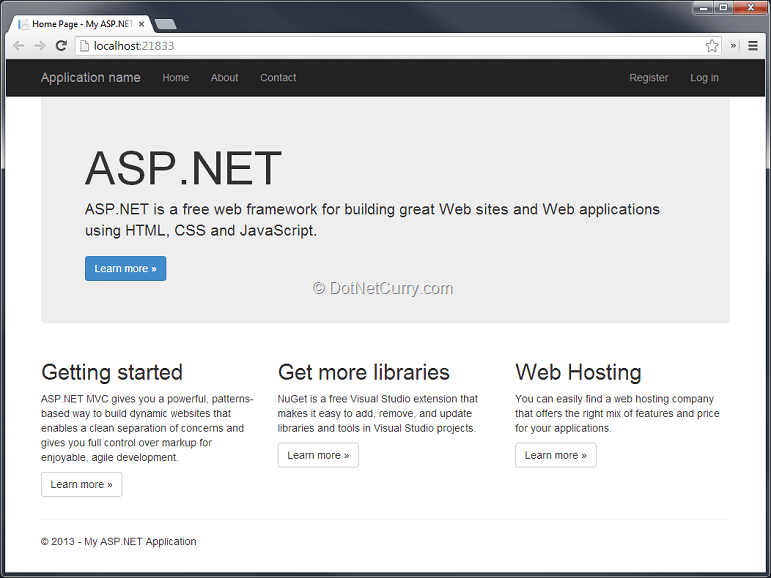 Home Page - My ASP.NET
localhost:21833
Application name Home About Contact Register Log in
ASP.NET
ASP.NET is a free web framework for building great Web sites and Web applications
using HTML, CSS and JavaScript.
Learn more »
© DotNetCurry.com
Getting started
ASP.NET MVC gives you a powerful, patterns-
based way to build dynamic websites that
enables a clean separation of concerns and
gives you full control over markup for
enjoyable, agile development.
Learn more »
Get more libraries
NuGet is a free Visual Studio extension that
makes it easy to add, remove, and update
libraries and tools in Visual Studio projects.
Learn more »
Web Hosting
You can easily find a web hosting company
that offers the right mix of features and price
for your applications.
Learn more »
© 2013 - My ASP.NET Application